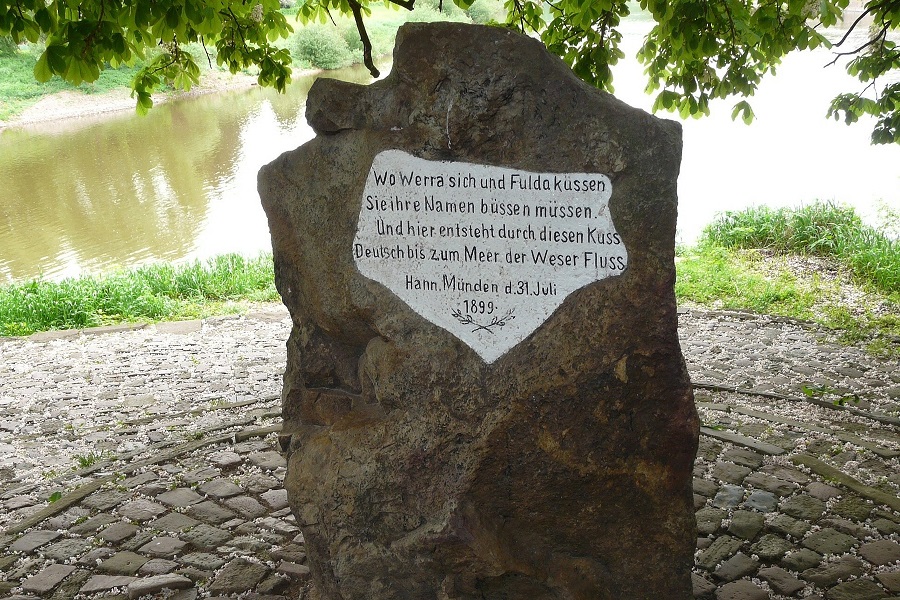 Wo Werra sich und Fulda küssen
Sie ihre Namen büssen müssen.
Und hier entsteht durch diesen Kuss
Deutsch bis zum Meer der Weser Fluss.
Hann. Münden d. 31. Juli
1899.